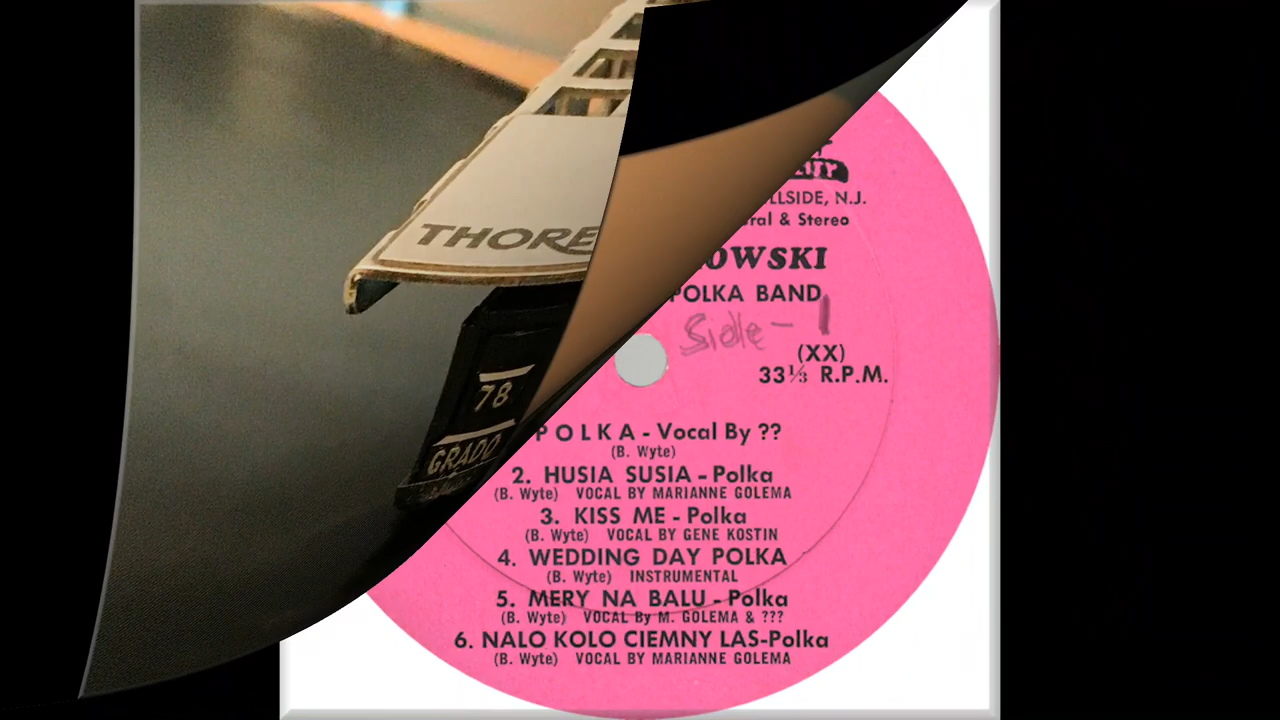 THORE
78
GRADO
LLSIDE, N.J.
ral & Stereo
OWSKI
POLKA BAND
Side - 1
(XX)
33⅓ R.P.M.
POLKA - Vocal By ??
(B. Wyte)
2. HUSIA SUSIA - Polka
(B. Wyte) VOCAL BY MARIANNE GOLEMA
3. KISS ME - Polka
(B. Wyte) VOCAL BY GENE KOSTIN
4. WEDDING DAY POLKA
(B. Wyte) INSTRUMENTAL
5. MERY NA BALU - Polka
(B. Wyte) VOCAL By M. GOLEMA & ???
6. NALO KOLO CIEMNY LAS-Polka
(B. Wyte) VOCAL BY MARIANNE GOLEMA